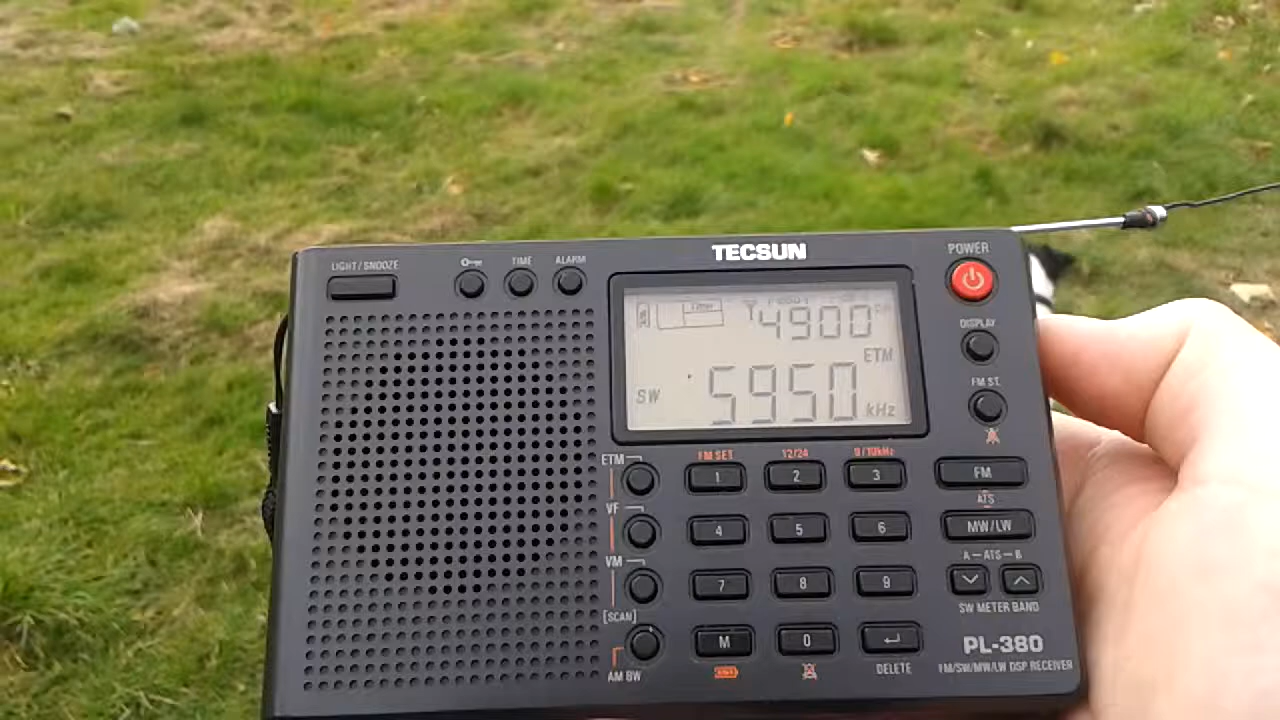 TECSUN
POWER
LIGHT/SNOOZE
TIME
ALARM
4900
ETM
SW
5950
kHz
DISPLAY
FM ST.
ETM
FM SET
12/24
9/10kHz
1
2
3
FM
ATS
VF
4
5
6
MW/LW
A—ATS—B
VM
7
8
9
SW METER BAND
[SCAN]
M
0
PL-380
AM BW
DELETE
FM/SW/MW/LW DSP RECEIVER